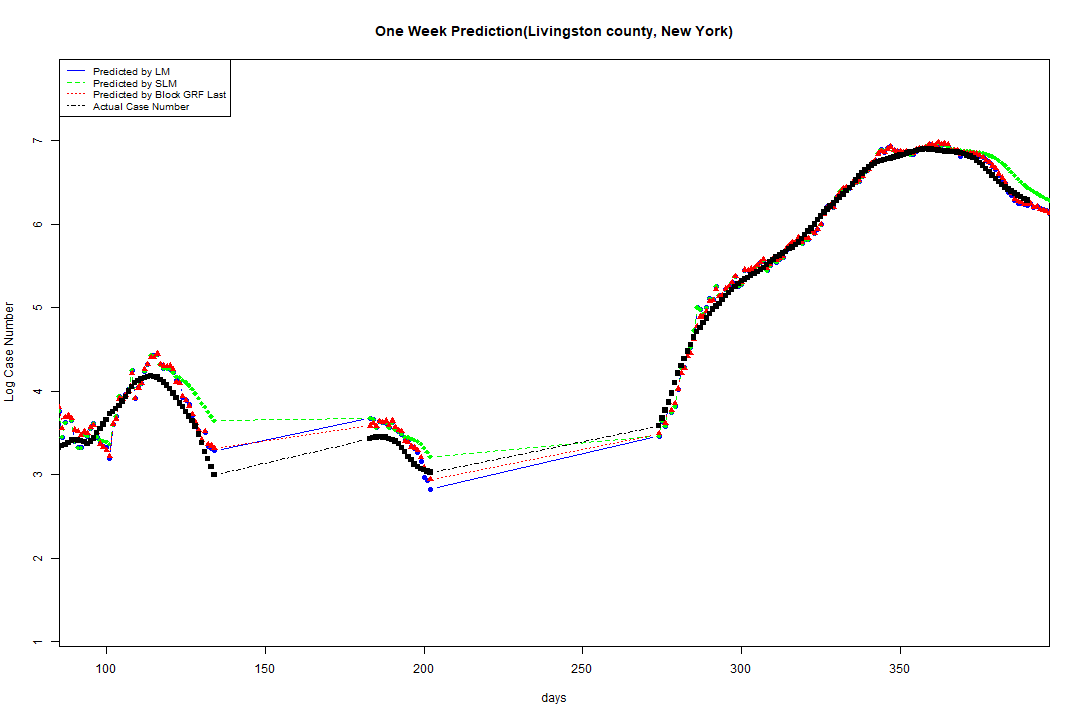 One Week Prediction(Livingston county, New York)
Predicted by LM
Predicted by SLM
Predicted by Block GRF Last
Actual Case Number
7
6
5
4
3
2
1
Log Case Number
100 150 200 250 300 350
days